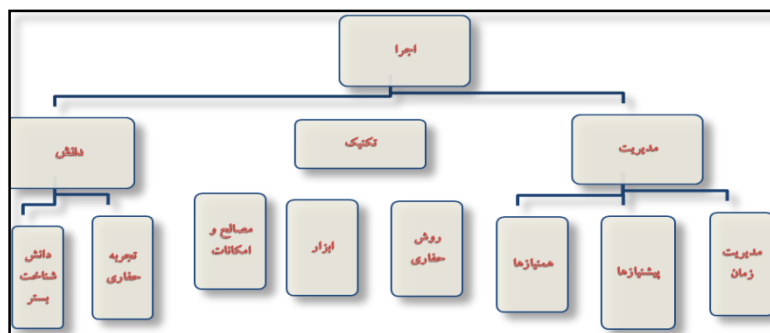 اجرا
مدیریت
تکنیک
دانش
مدیریت
زمان
پیشنیازها
همنیازها
روش
حفاری
ابزار
مصالح و
امکانات
تجربه
حفاری
دانش
شناخت
بستر